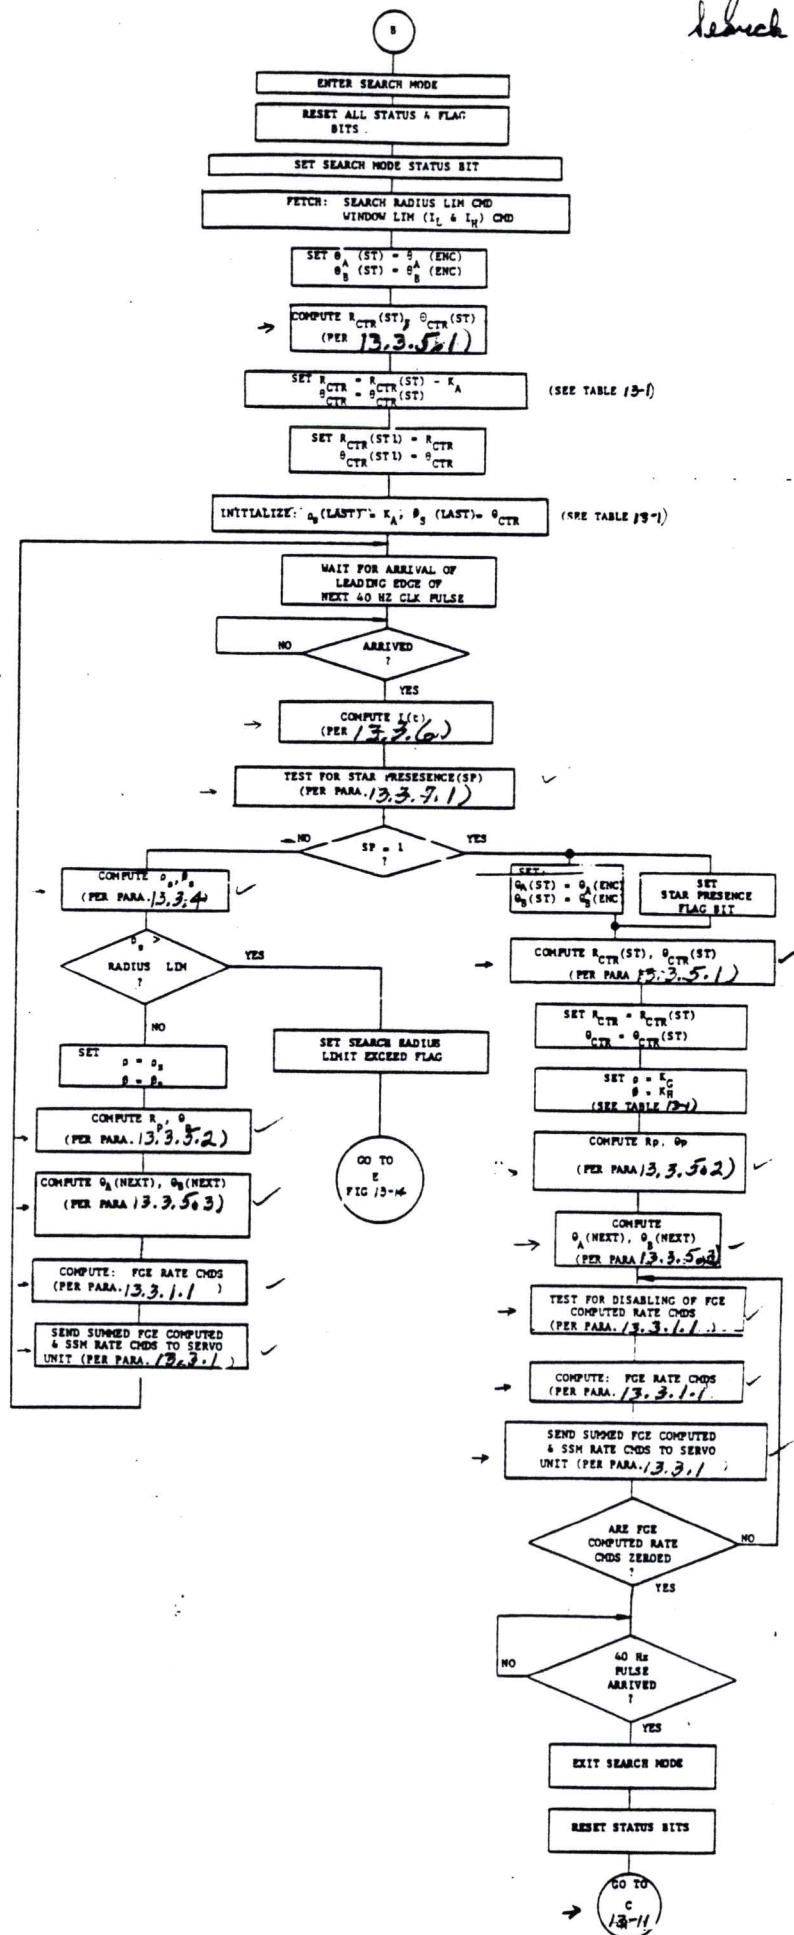 Search
B
ENTER SEARCH MODE
RESET ALL STATUS & FLAG
BITS.
SET SEARCH MODE STATUS BIT
FETCH: SEARCH RADIUS LIM CMD
WINDOW LIM (I_L & I_H) CMD
SET θ_A (ST) = θ_A (ENC)
θ_B (ST) = θ_B (ENC)
COMPUTE R_CTR(ST), θ_CTR(ST)
(PER 13.3.5.1)
SET R_CTR = R_CTR(ST) - K_A
θ_CTR = θ_CTR(ST)
(SEE TABLE 13-1)
SET R_CTR(ST1) = R_CTR
θ_CTR(ST1) = θ_CTR
INITIALIZE: ρ_s(LAST) = K_A; ∅_S (LAST)= θ_CTR
(SEE TABLE 13-1)
WAIT FOR ARRIVAL OF
LEADING EDGE OF
NEXT 40 HZ CLK PULSE
NO
ARRIVED
?
YES
COMPUTE I(t)
(PER 13.3.6)
TEST FOR STAR PRESESENCE(SP)
(PER PARA. 13.3.7.1)
NO
SP = 1
?
YES
COMPUTE ρ_s, ∅_s
(PER PARA. 13.3.4)
ρ_s >
RADIUS LIM
?
YES
NO
SET SEARCH RADIUS
LIMIT EXCEED FLAG
GO TO
E
FIG 13-14
SET
ρ = ρ_s
∅ = ∅_s
COMPUTE R_p, θ_p
(PER PARA. 13.3.5.2)
COMPUTE θ_A(NEXT), θ_B(NEXT)
(PER PARA 13.3.5.3)
COMPUTE: FGE RATE CMDS
(PER PARA. 13.3.1.1 )
SEND SUMMED FGE COMPUTED
& SSM RATE CMDS TO SERVO
UNIT (PER PARA. 13.3.1 )
SET:
θ_A(ST) = θ_A(ENC)
θ_B(ST) = θ_B(ENC)
SET
STAR PRESENCE
FLAG BIT
COMPUTE R_CTR(ST), θ_CTR(ST)
(PER PARA 13.3.5.1)
SET R_CTR = R_CTR(ST)
θ_CTR = θ_CTR(ST)
SET ρ = K_G
∅ = K_H
(SEE TABLE 13-1)
COMPUTE Rp, θp
(PER PARA 13.3.5.2)
COMPUTE
θ_A(NEXT), θ_B(NEXT)
(PER PARA 13.3.5.3)
TEST FOR DISABLING OF FGE
COMPUTED RATE CMDS
(PER PARA. 13.3.1.1 )
COMPUTE: FGE RATE CMDS
(PER PARA. 13.3.1.1
SEND SUMMED FGE COMPUTED
& SSM RATE CMDS TO SERVO
UNIT (PER PARA. 13.3.1 )
ARE FGE
COMPUTED RATE
CMDS ZEROED
?
NO
YES
NO
40 Hz
PULSE
ARRIVED
?
YES
EXIT SEARCH MODE
RESET STATUS BITS
GO TO
C
13-11